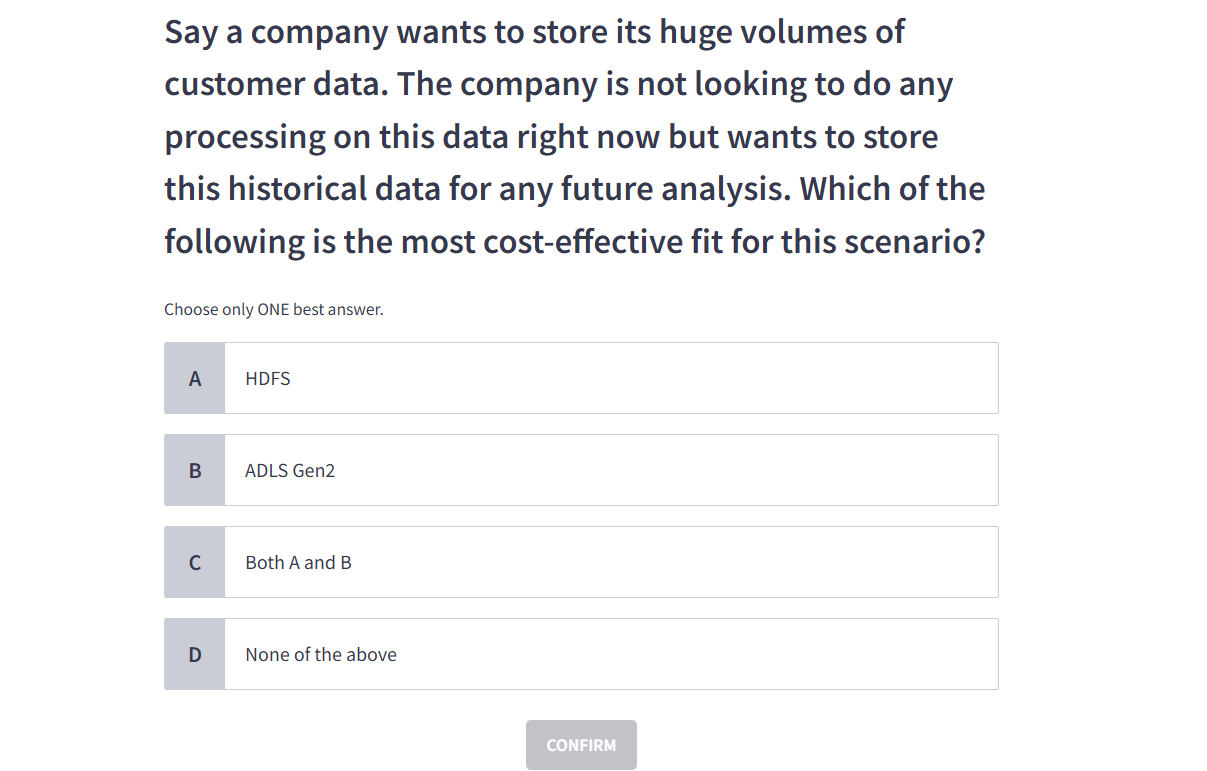 Say a company wants to store its huge volumes of
customer data. The company is not looking to do any
processing on this data right now but wants to store
this historical data for any future analysis. Which of the
following is the most cost-effective fit for this scenario?
Choose only ONE best answer.
A HDFS
B ADLS Gen2
C Both A and B
D None of the above
CONFIRM